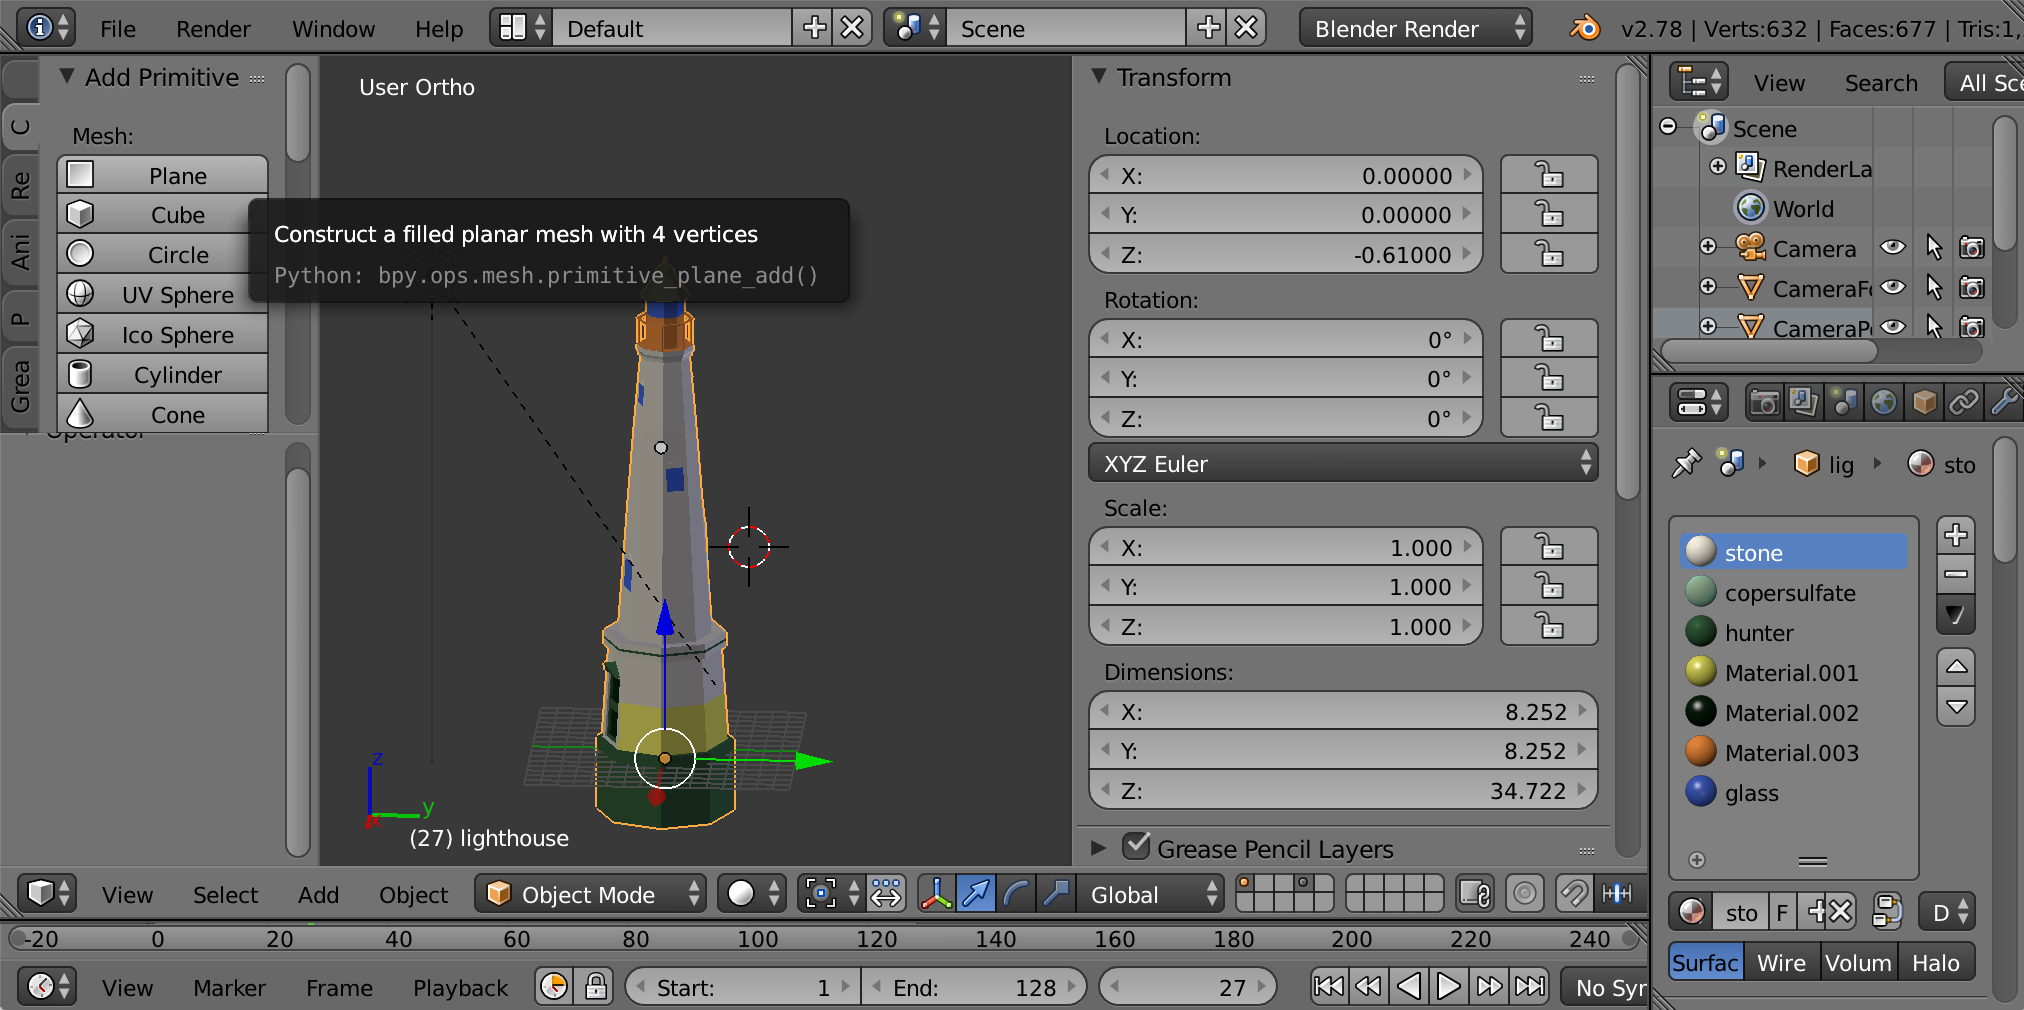 File Render Window Help Default Scene Blender Render v2.78 | Verts:632 | Faces:677 | Tris:1,
Add Primitive
Mesh:
Plane
Cube
Circle
UV Sphere
Ico Sphere
Cylinder
Cone
C
Re
Ani
P
Grea
User Ortho
Construct a filled planar mesh with 4 vertices
Python: bpy.ops.mesh.primitive_plane_add()
z
y
x
(27) lighthouse
Transform
Location:
X: 0.00000
Y: 0.00000
Z: -0.61000
Rotation:
X: 0°
Y: 0°
Z: 0°
XYZ Euler
Scale:
X: 1.000
Y: 1.000
Z: 1.000
Dimensions:
X: 8.252
Y: 8.252
Z: 34.722
Grease Pencil Layers
View Search All Sce
Scene
RenderLa
World
Camera
CameraFo
CameraPo
lig sto
stone
copersulfate
hunter
Material.001
Material.002
Material.003
glass
sto F D
Surfac Wire Volum Halo
View Select Add Object Object Mode Global
-20 0 20 40 60 80 100 120 140 160 180 200 220 240
View Marker Frame Playback Start: 1 End: 128 27 No Syn